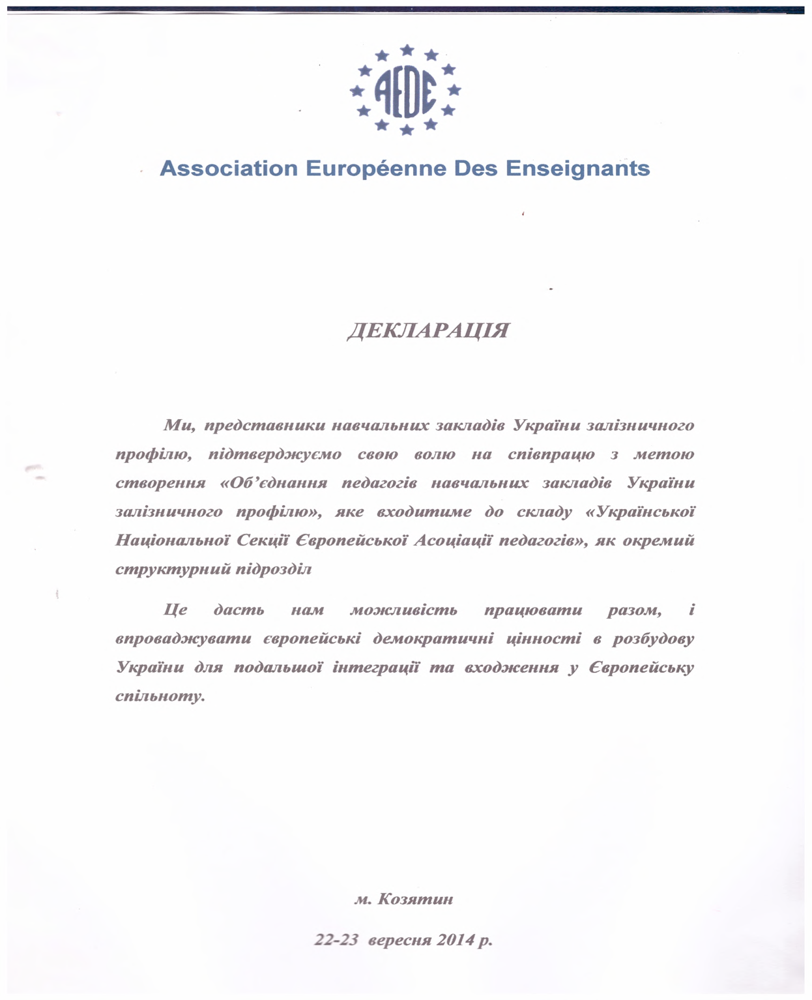 AEDE
Association Européenne Des Enseignants
ДЕКЛАРАЦІЯ
Ми, представники навчальних закладів України залізничного
профілю, підтверджуємо свою волю на співпрацю з метою
створення «Об’єднання педагогів навчальних закладів України
залізничного профілю», яке входитиме до складу «Української
Національної Секції Європейської Асоціації педагогів», як окремий
структурний підрозділ
Це дасть нам можливість працювати разом, і
впроваджувати європейські демократичні цінності в розбудову
України для подальшої інтеграції та входження у Європейську
спільноту.
м. Козятин
22-23 вересня 2014 р.